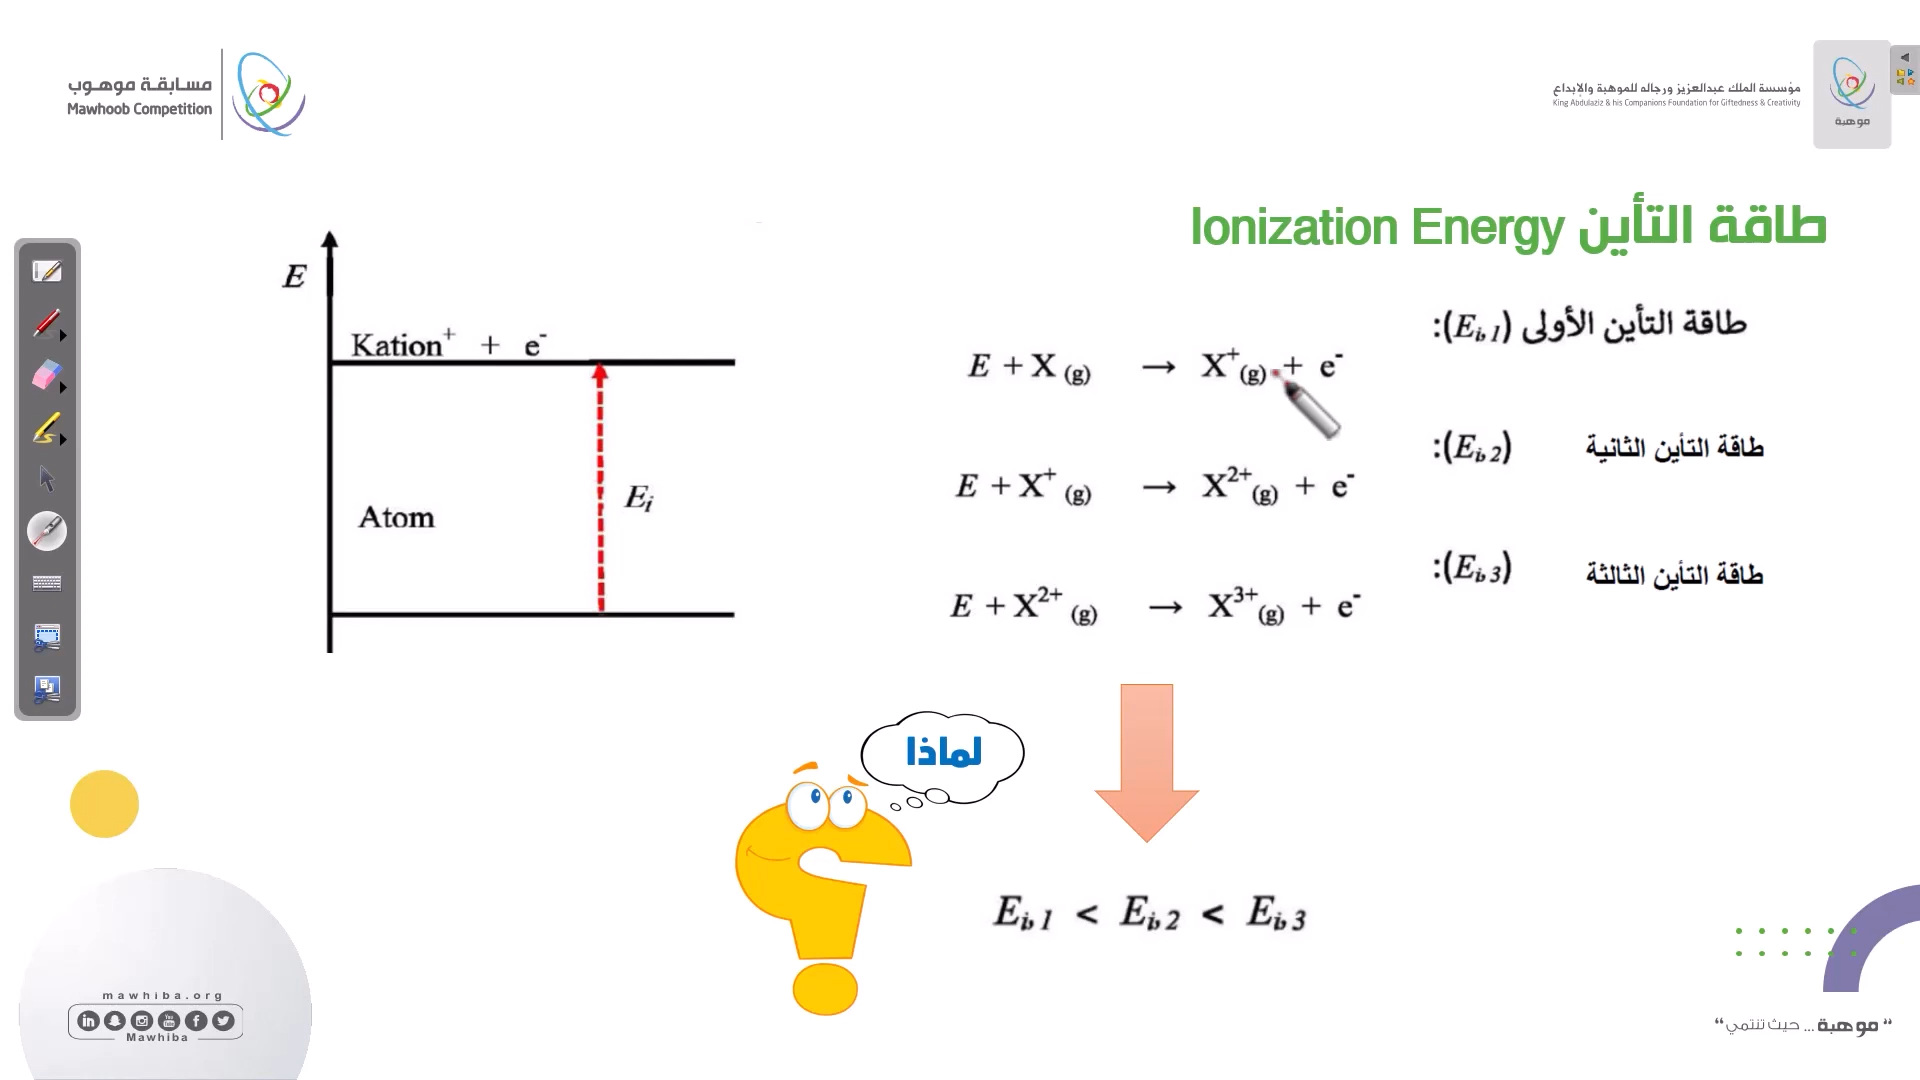 مسابقة موهوب
Mawhoob Competition
مؤسسة الملك عبدالعزيز ورجاله للموهبة والإبداع
King Abdulaziz & his Companions Foundation for Giftedness & Creativity
موهبة
طاقة التأين Ionization Energy
E
Kation⁺ + e⁻
Atom
Eᵢ
طاقة التأين الأولى (Eᵢ, 1):
E + X (g) → X⁺(g) + e⁻
طاقة التأين الثانية (Eᵢ, 2):
E + X⁺ (g) → X²⁺(g) + e⁻
طاقة التأين الثالثة (Eᵢ, 3):
E + X²⁺ (g) → X³⁺(g) + e⁻
لماذا
Eᵢ, 1 < Eᵢ, 2 < Eᵢ, 3
mawhiba.org
in You Tube f
Mawhiba
”موهبة ... حيث تنتمي“